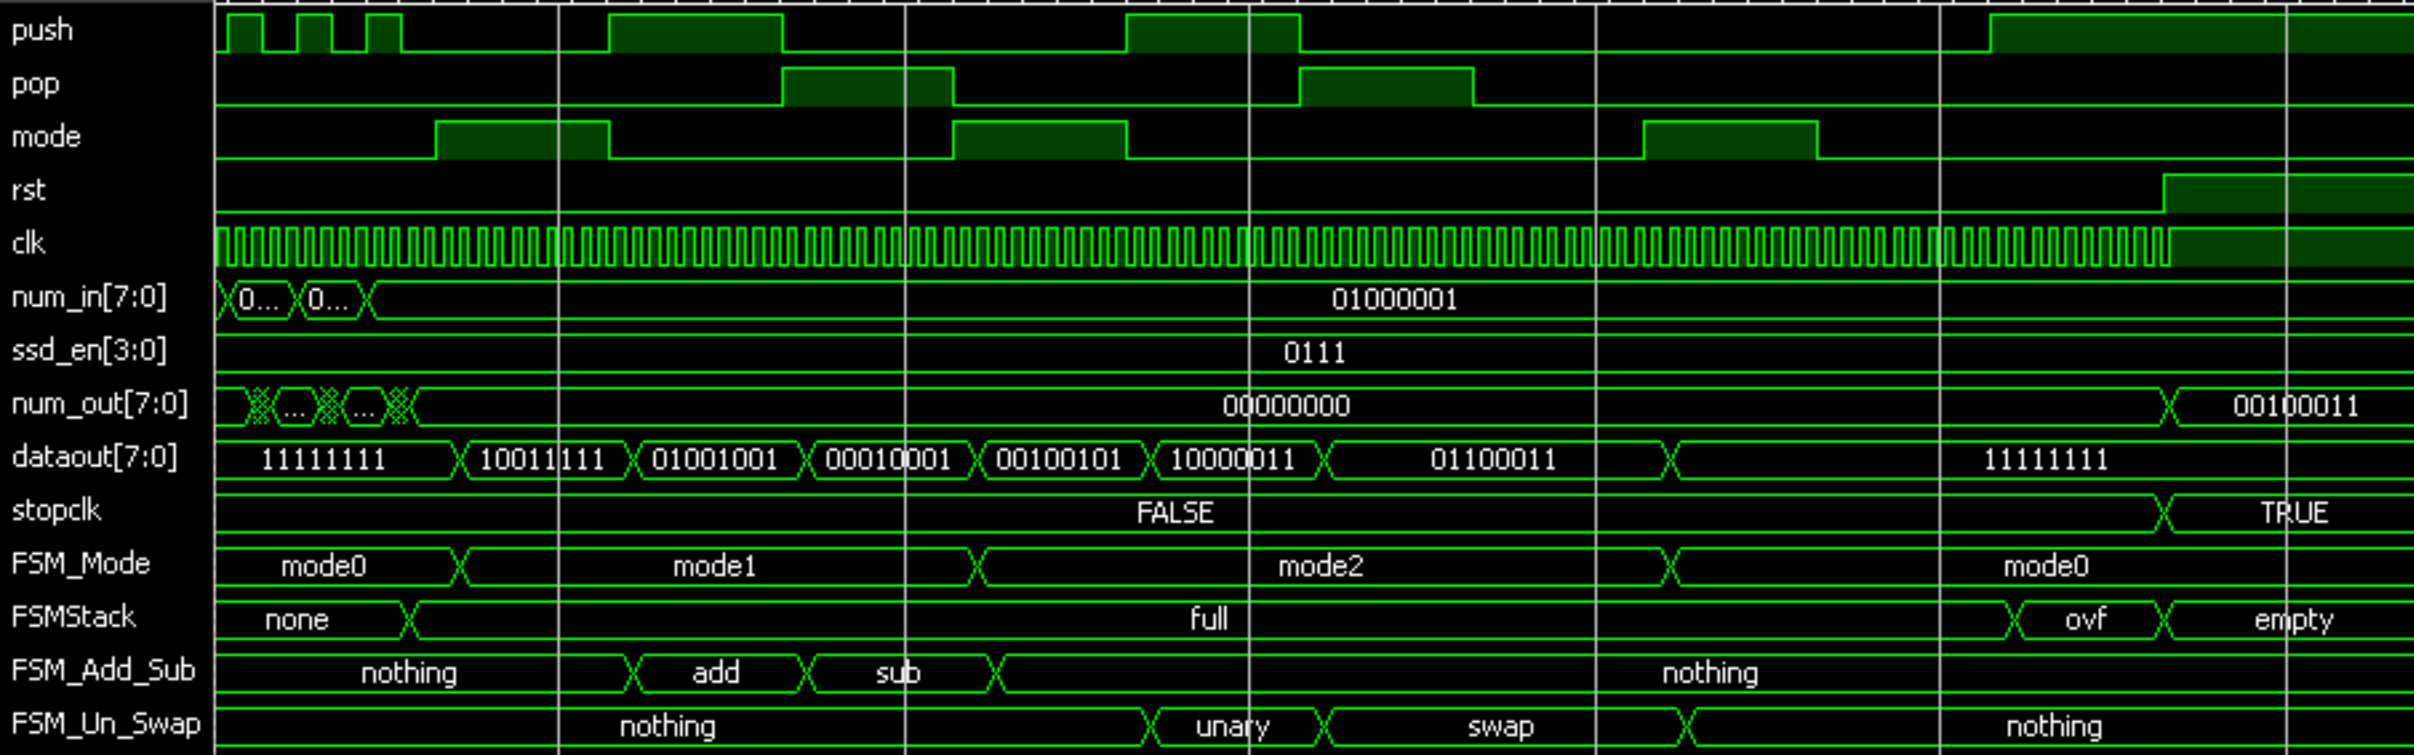 push
pop
mode
rst
clk
num_in[7:0] 0... 0... 01000001
ssd_en[3:0] 0111
num_out[7:0] ... ... 00000000 00100011
dataout[7:0] 11111111 10011111 01001001 00010001 00100101 10000011 01100011 11111111
stopclk FALSE TRUE
FSM_Mode mode0 mode1 mode2 mode0
FSMStack none full ovf empty
FSM_Add_Sub nothing add sub nothing
FSM_Un_Swap nothing unary swap nothing